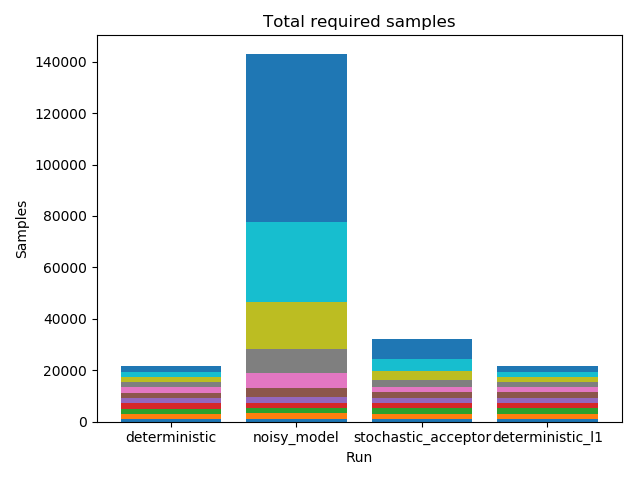 Total required samples
Samples
140000
120000
100000
80000
60000
40000
20000
0
deterministic noisy_model stochastic_acceptor deterministic_l1
Run